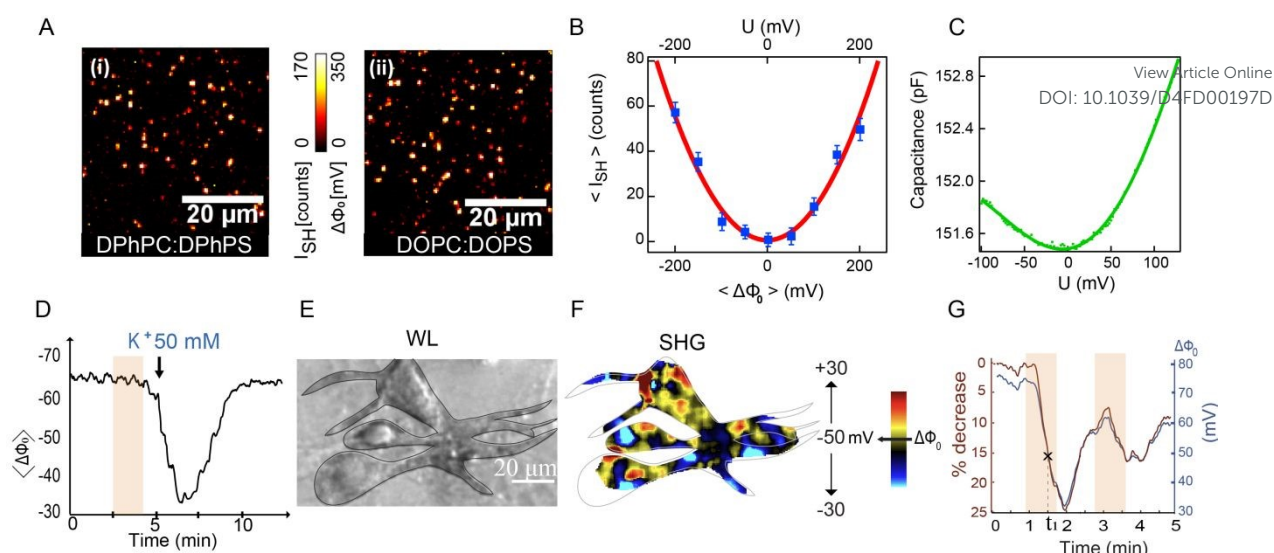 A
(i)
20 µm
DPhPC:DPhPS
170
0
I_SH [counts]
350
0
ΔΦ₀[mV]
(ii)
20 µm
DOPC:DOPS
B
U (mV)
-200 0 200
80
60
40
20
0
< I_SH > (counts)
-200 0 200
< ΔΦ₀ > (mV)
C
View Article Online
DOI: 10.1039/D4FD00197D
152.8
152.4
152.0
151.6
Capacitance (pF)
-100 -50 0 50 100
U (mV)
D
K⁺50 mM
-70
-60
-50
-40
-30
⟨ΔΦ₀⟩
0 5 10
Time (min)
E
WL
20 µm
F
SHG
+30
-50 mV
-30
ΔΦ₀
G
0
5
10
15
20
25
% decrease
ΔΦ₀
80
70
60
50
40
30
(mV)
0 1 t₁ 2 3 4 5
Time (min)